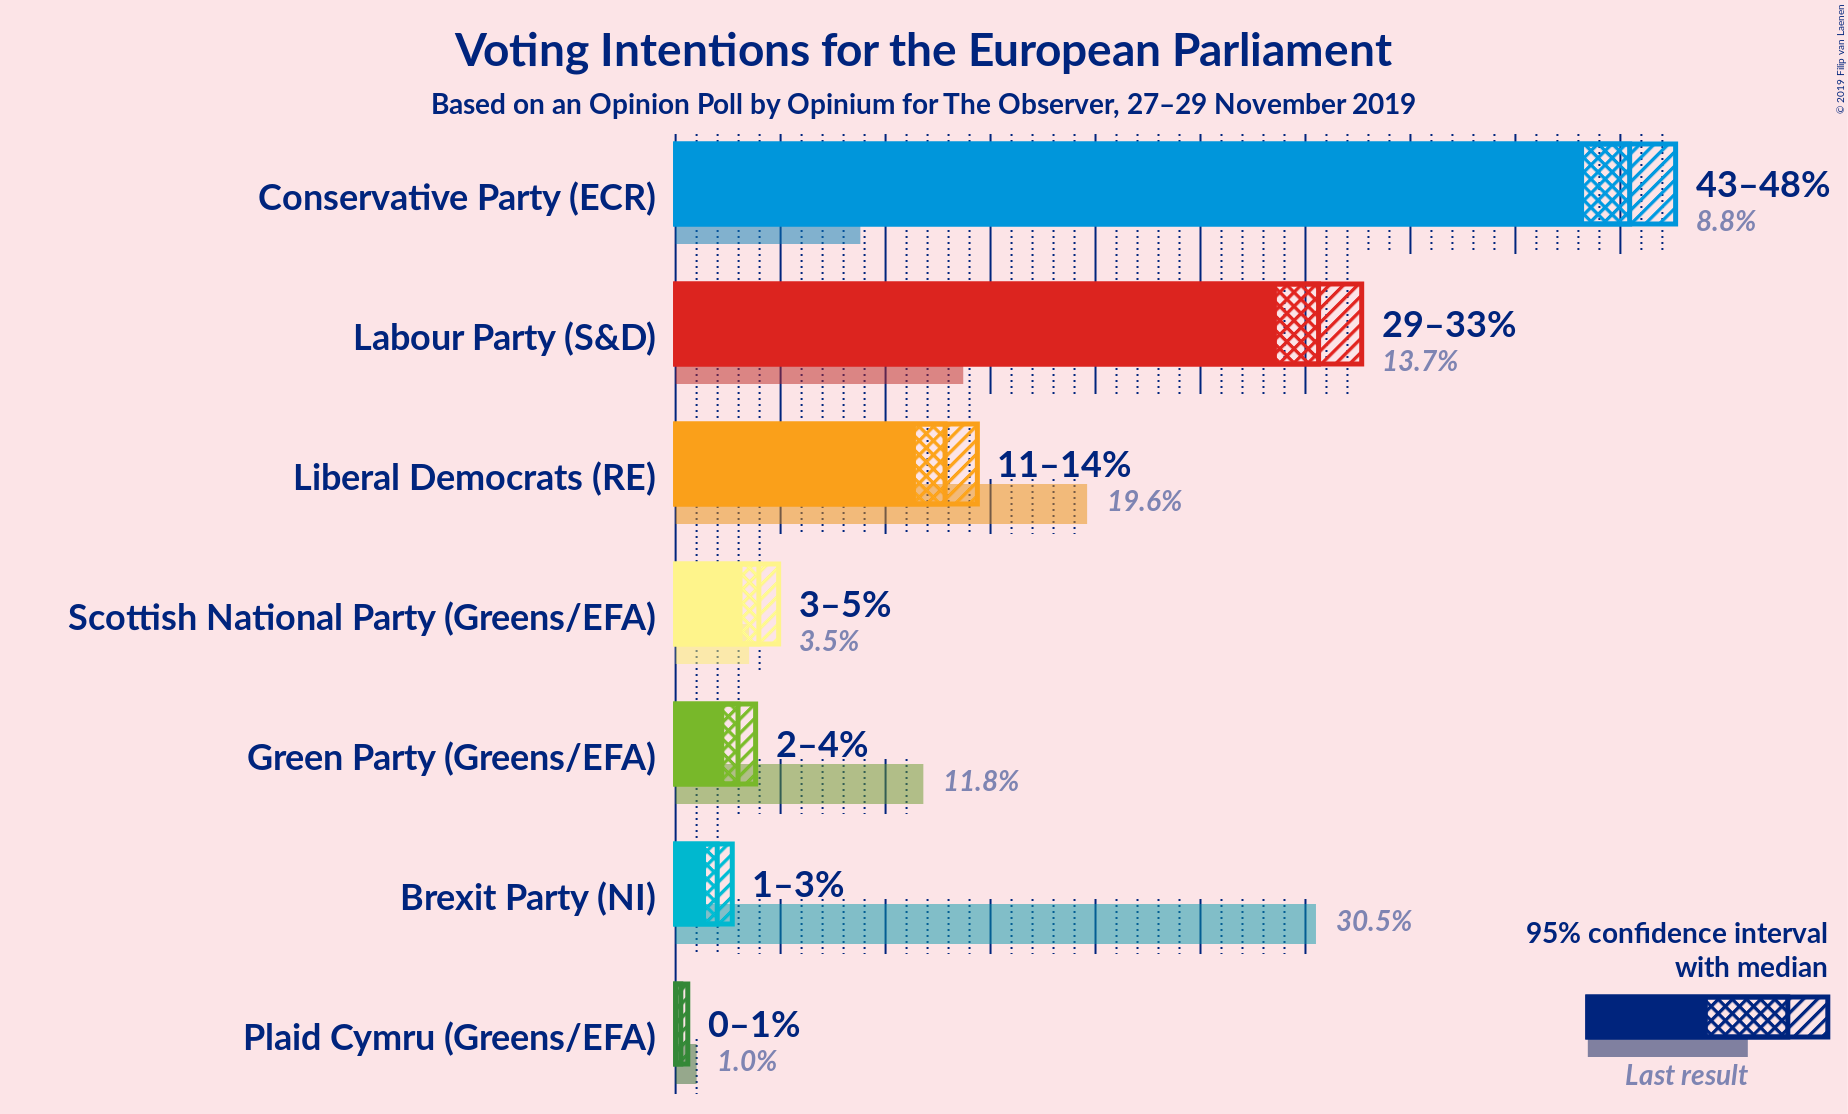 Voting Intentions for the European Parliament
Based on an Opinion Poll by Opinium for The Observer, 27–29 November 2019
© 2019 Filip van Laenen
Conservative Party (ECR)
43–48%
8.8%
Labour Party (S&D)
29–33%
13.7%
Liberal Democrats (RE)
11–14%
19.6%
Scottish National Party (Greens/EFA)
3–5%
3.5%
Green Party (Greens/EFA)
2–4%
11.8%
Brexit Party (NI)
1–3%
30.5%
Plaid Cymru (Greens/EFA)
0–1%
1.0%
95% confidence interval
with median
Last result